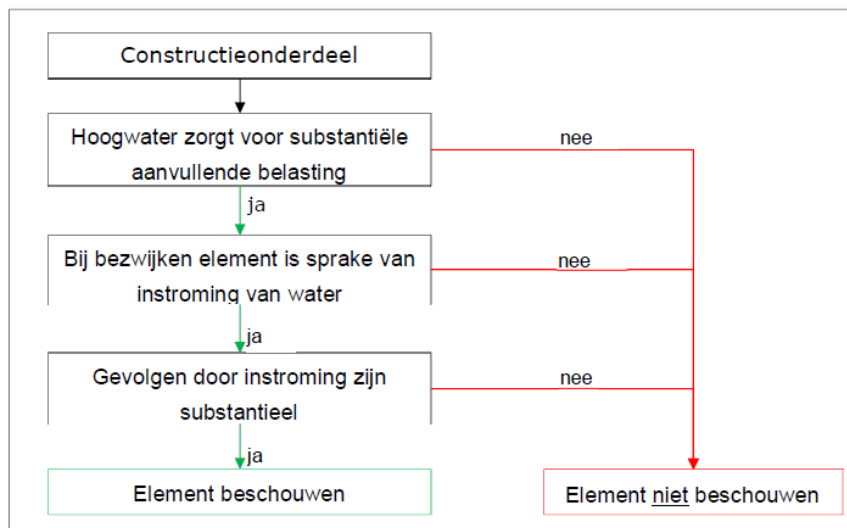 Constructieonderdeel
Hoogwater zorgt voor substantiële
aanvullende belasting
nee
ja
Bij bezwijken element is sprake van
instroming van water
nee
ja
Gevolgen door instroming zijn
substantieel
nee
ja
Element beschouwen
Element niet beschouwen